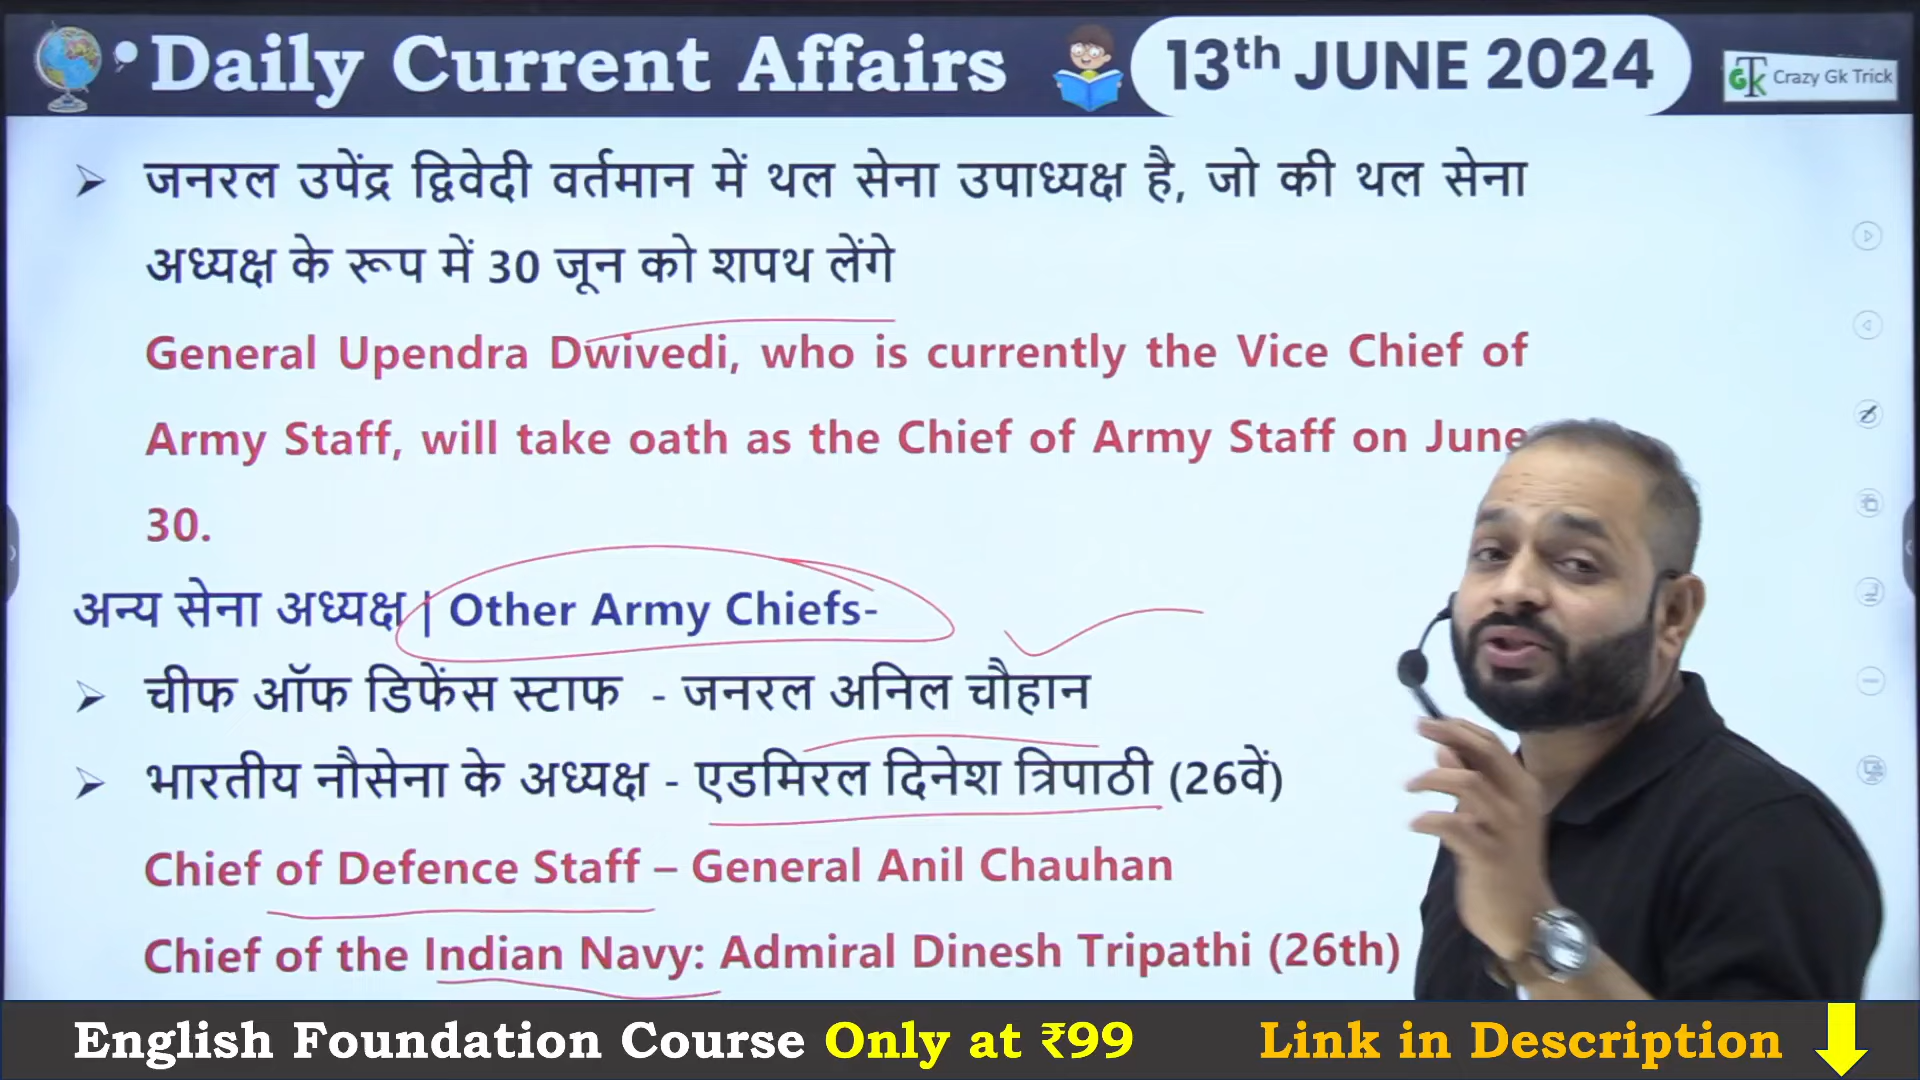 Daily Current Affairs
13th JUNE 2024
GTK Crazy Gk Trick
➢ जनरल उपेंद्र द्विवेदी वर्तमान में थल सेना उपाध्यक्ष है, जो की थल सेना
अध्यक्ष के रूप में 30 जून को शपथ लेंगे
General Upendra Dwivedi, who is currently the Vice Chief of
Army Staff, will take oath as the Chief of Army Staff on June
30.
अन्य सेना अध्यक्ष | Other Army Chiefs-
➢ चीफ ऑफ डिफेंस स्टाफ - जनरल अनिल चौहान
➢ भारतीय नौसेना के अध्यक्ष - एडमिरल दिनेश त्रिपाठी (26वें)
Chief of Defence Staff – General Anil Chauhan
Chief of the Indian Navy: Admiral Dinesh Tripathi (26th)
English Foundation Course Only at ₹99 Link in Description